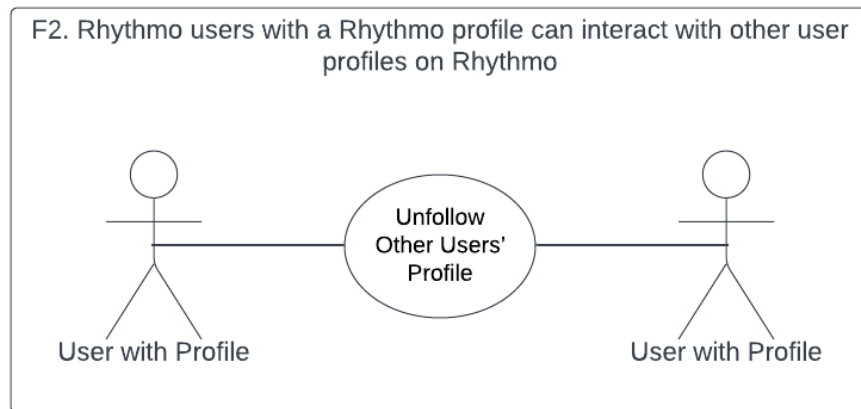 F2. Rhythmo users with a Rhythmo profile can interact with other user
profiles on Rhythmo
Unfollow
Other Users'
Profile
User with Profile
User with Profile